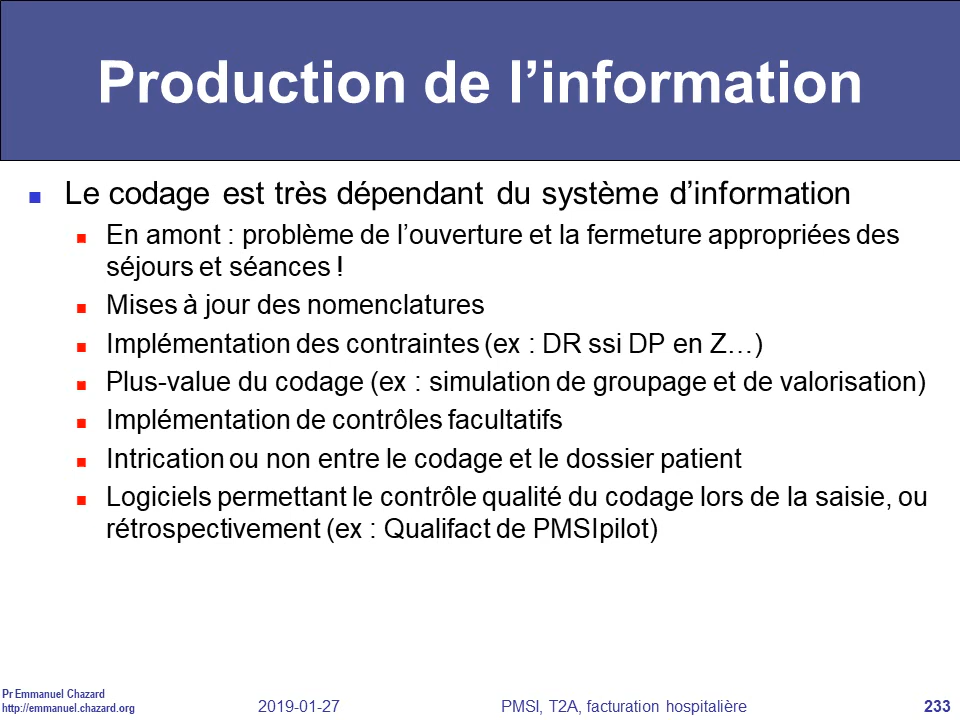 Production de l’information
Le codage est très dépendant du système d’information
En amont : problème de l’ouverture et la fermeture appropriées des
séjours et séances !
Mises à jour des nomenclatures
Implémentation des contraintes (ex : DR ssi DP en Z…)
Plus-value du codage (ex : simulation de groupage et de valorisation)
Implémentation de contrôles facultatifs
Intrication ou non entre le codage et le dossier patient
Logiciels permettant le contrôle qualité du codage lors de la saisie, ou
rétrospectivement (ex : Qualifact de PMSIpilot)
Pr Emmanuel Chazard
http://emmanuel.chazard.org
2019-01-27
PMSI, T2A, facturation hospitalière
233